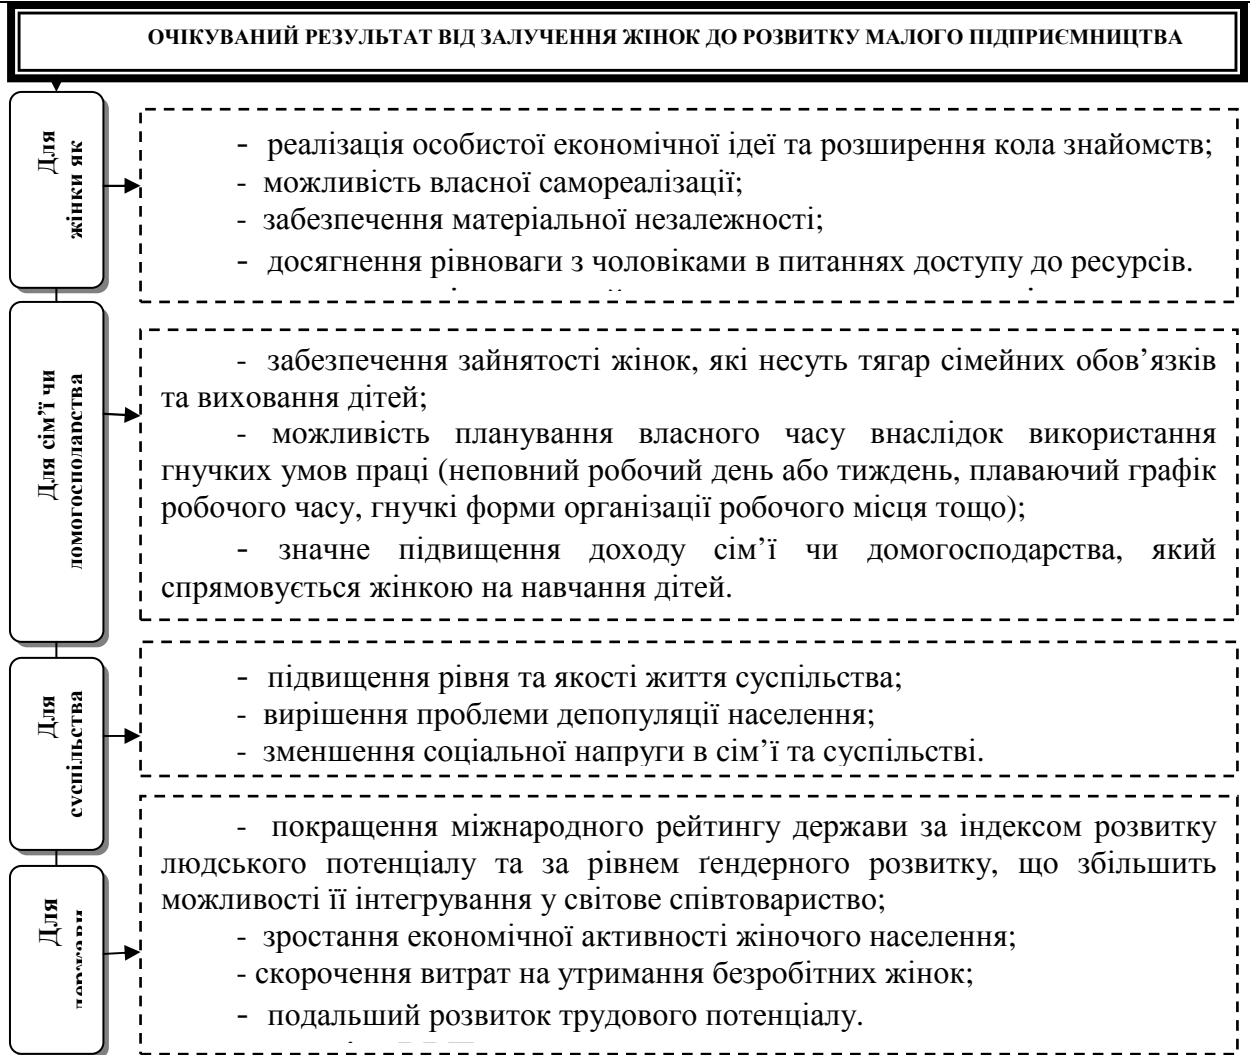 ОЧІКУВАНИЙ РЕЗУЛЬТАТ ВІД ЗАЛУЧЕННЯ ЖІНОК ДО РОЗВИТКУ МАЛОГО ПІДПРИЄМНИЦТВА
Для
жінки як
- реалізація особистої економічної ідеї та розширення кола знайомств;
- можливість власної самореалізації;
- забезпечення матеріальної незалежності;
- досягнення рівноваги з чоловіками в питаннях доступу до ресурсів.
Для сім’ї чи
домогосподарства
- забезпечення зайнятості жінок, які несуть тягар сімейних обов’язків
та виховання дітей;
- можливість планування власного часу внаслідок використання
гнучких умов праці (неповний робочий день або тиждень, плаваючий графік
робочого часу, гнучкі форми організації робочого місця тощо);
- значне підвищення доходу сім’ї чи домогосподарства, який
спрямовується жінкою на навчання дітей.
Для
суспільства
- підвищення рівня та якості життя суспільства;
- вирішення проблеми депопуляції населення;
- зменшення соціальної напруги в сім’ї та суспільстві.
Для
держави
- покращення міжнародного рейтингу держави за індексом розвитку
людського потенціалу та за рівнем ґендерного розвитку, що збільшить
можливості її інтегрування у світове співтовариство;
- зростання економічної активності жіночого населення;
- скорочення витрат на утримання безробітних жінок;
- подальший розвиток трудового потенціалу.